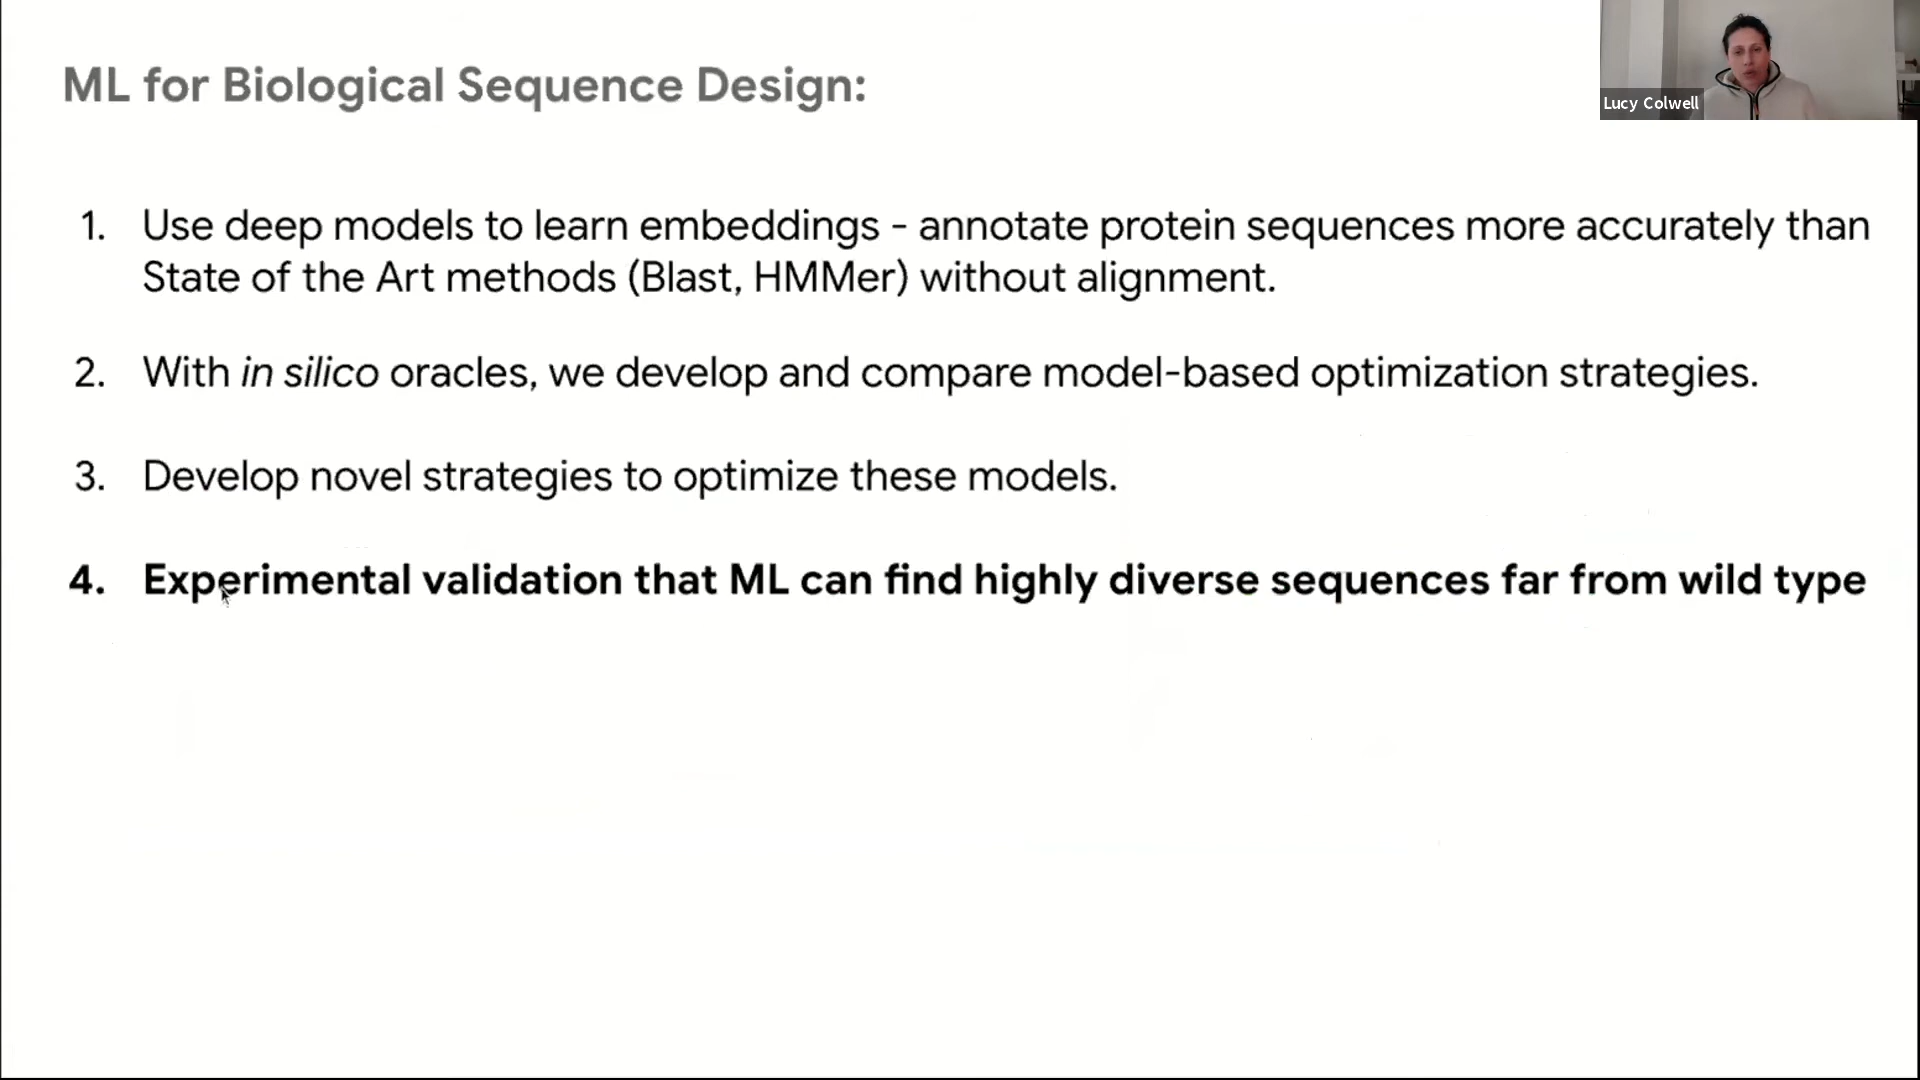 ML for Biological Sequence Design:
Lucy Colwell
1. Use deep models to learn embeddings - annotate protein sequences more accurately than
State of the Art methods (Blast, HMMer) without alignment.
2. With in silico oracles, we develop and compare model-based optimization strategies.
3. Develop novel strategies to optimize these models.
4. Experimental validation that ML can find highly diverse sequences far from wild type